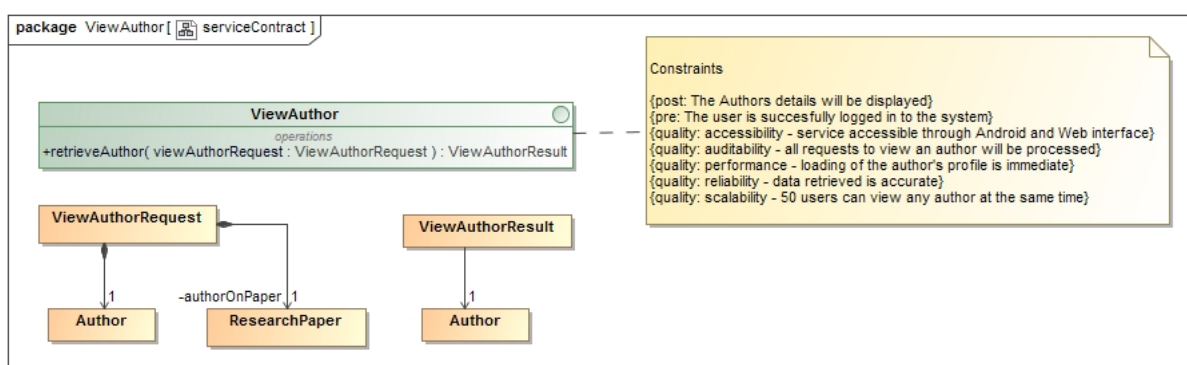 package ViewAuthor [ serviceContract ]
ViewAuthor
operations
+retrieveAuthor( viewAuthorRequest : ViewAuthorRequest ) : ViewAuthorResult
Constraints
{post: The Authors details will be displayed}
{pre: The user is succesfully logged in to the system}
{quality: accessibility - service accessible through Android and Web interface}
{quality: auditability - all requests to view an author will be processed}
{quality: performance - loading of the author's profile is immediate}
{quality: reliability - data retrieved is accurate}
{quality: scalability - 50 users can view any author at the same time}
ViewAuthorRequest
ViewAuthorResult
1
-authorOnPaper 1
1
Author
ResearchPaper
Author